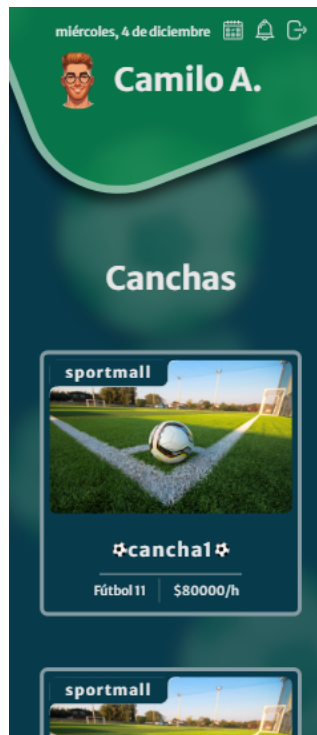 miércoles, 4 de diciembre
Camilo A.
Canchas
sportmall
⚽cancha1⚽
Fútbol 11 $80000/h
sportmall